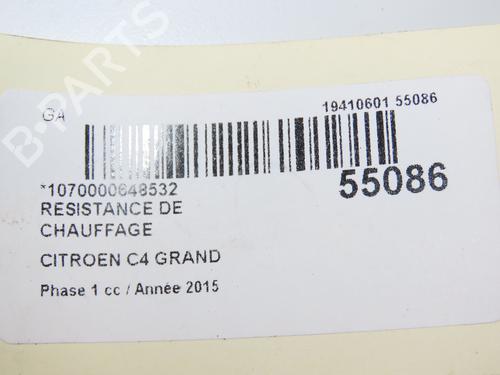 GA
19410601 55086
*1070000648532
55086
RESISTANCE DE
CHAUFFAGE
CITROEN C4 GRAND
Phase 1 cc / Année 2015
B-PARTS